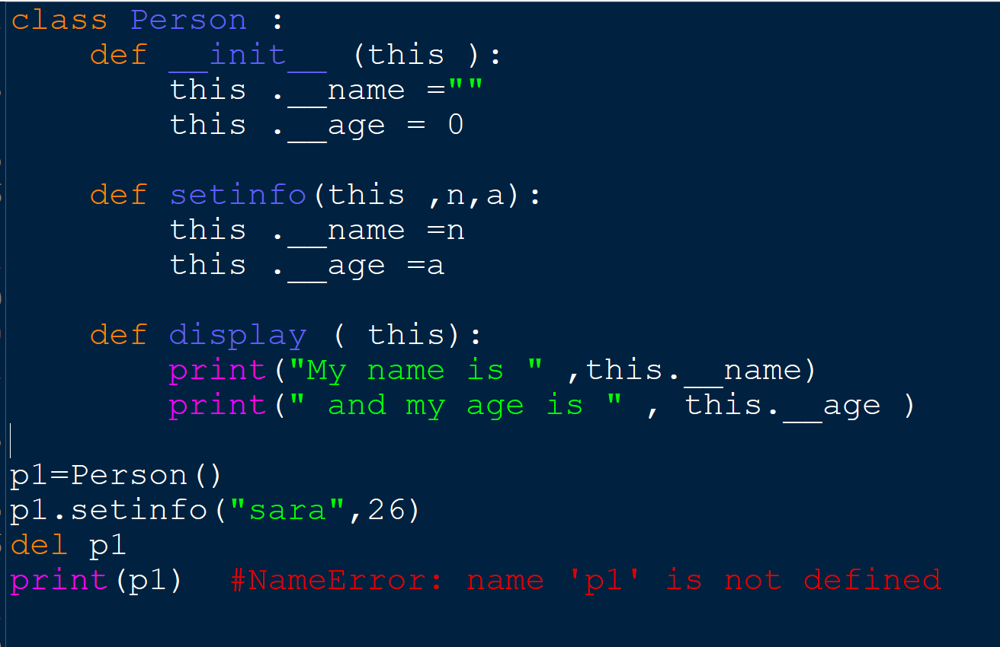 class Person :
def __init__ (this ):
this .__name =""
this .__age = 0
def setinfo(this ,n,a):
this .__name =n
this .__age =a
def display ( this):
print("My name is " ,this.__name)
print(" and my age is " , this.__age )
p1=Person()
p1.setinfo("sara",26)
del p1
print(p1)   #NameError: name 'p1' is not defined